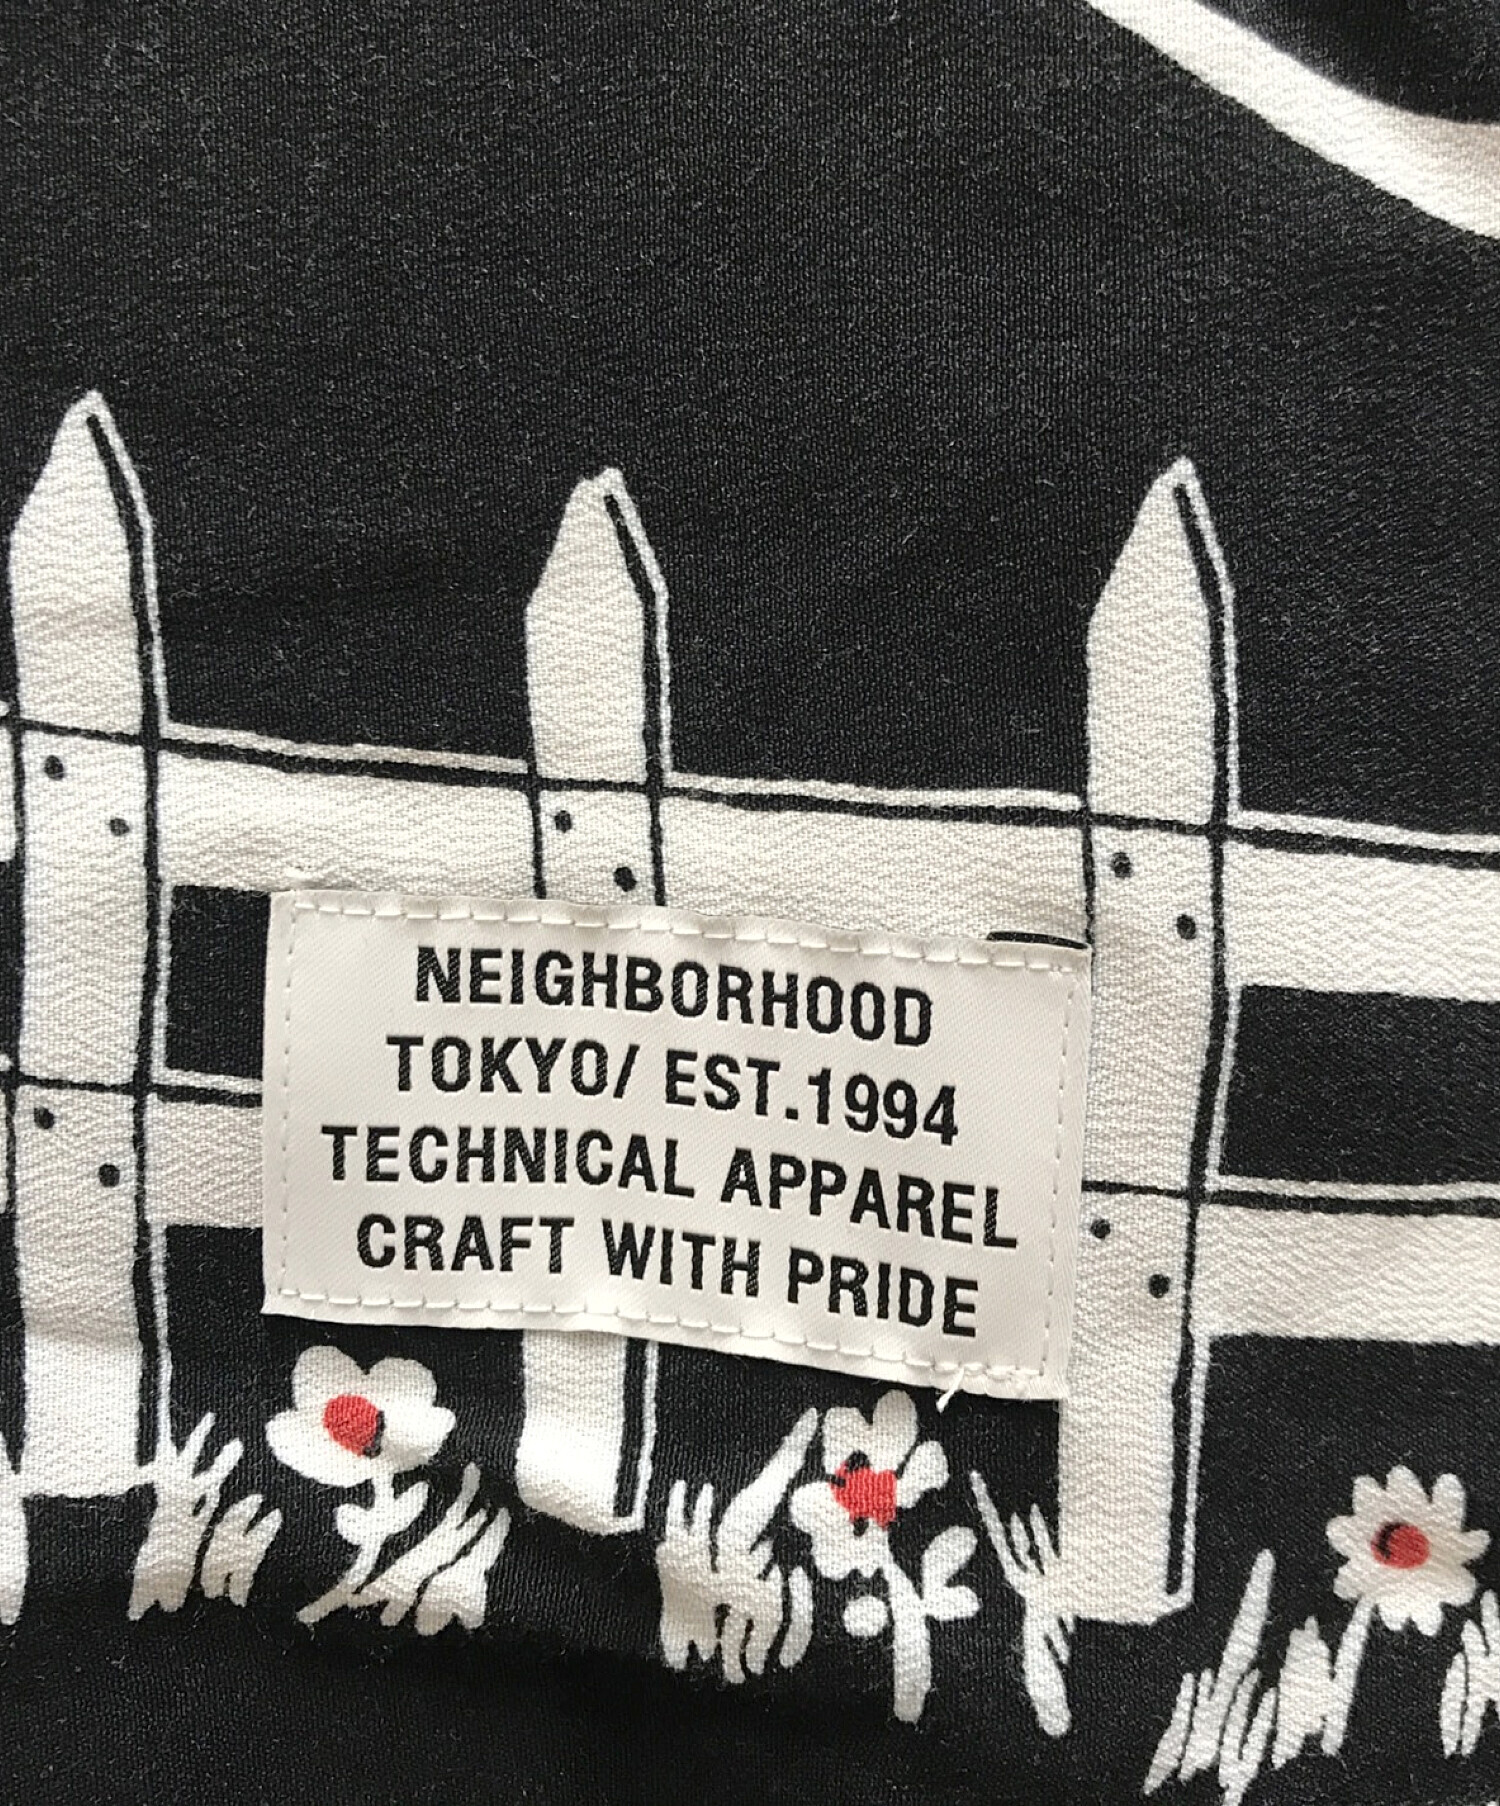 NEIGHBORHOOD
TOKYO/ EST.1994
TECHNICAL APPAREL
CRAFT WITH PRIDE